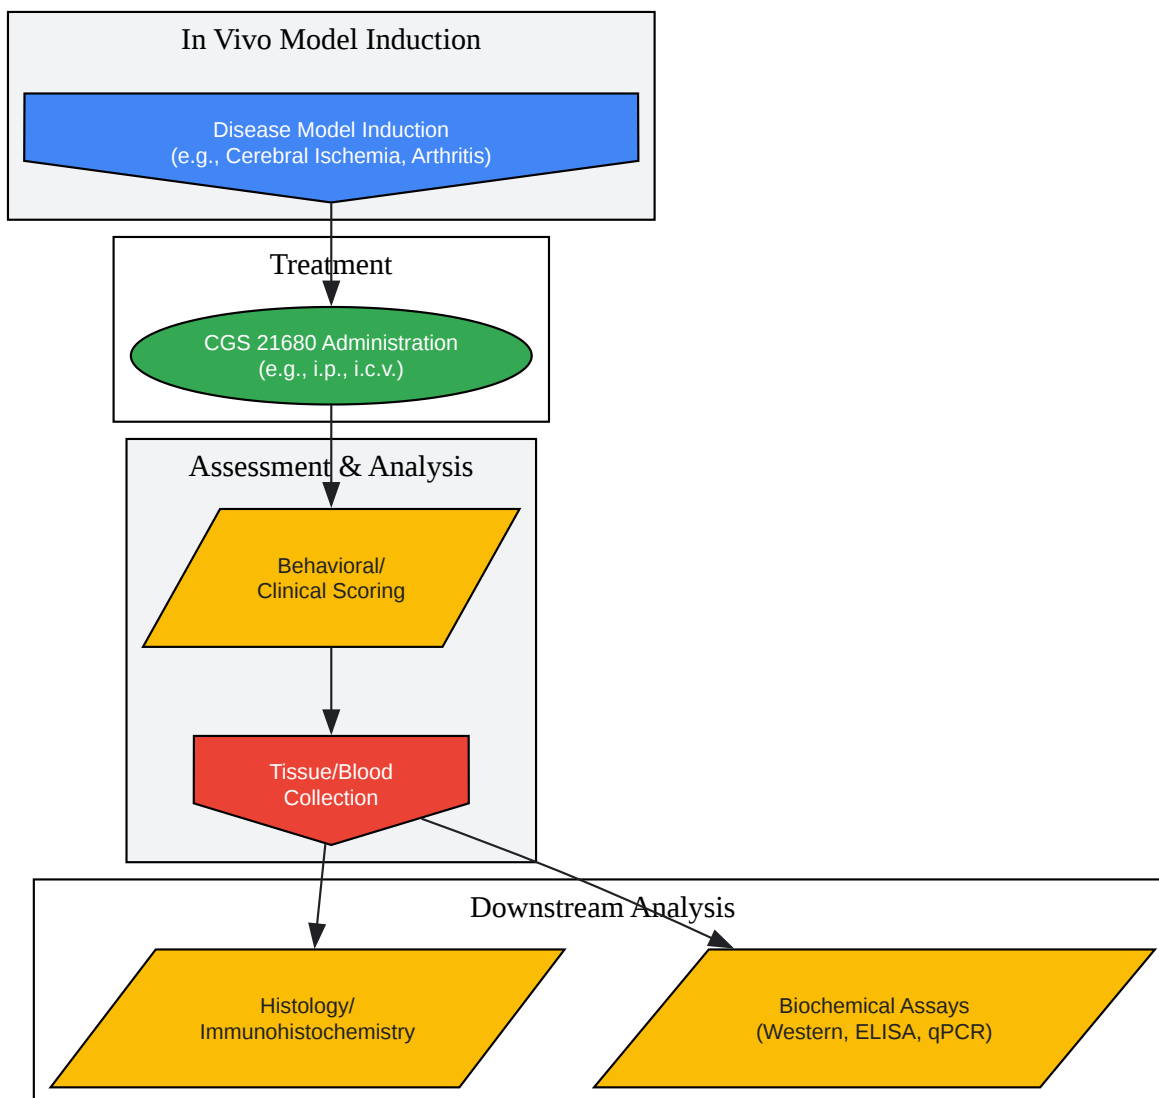 In Vivo Model Induction
Disease Model Induction
(e.g., Cerebral Ischemia, Arthritis)
Treatment
CGS 21680 Administration
(e.g., i.p., i.c.v.)
Assessment & Analysis
Behavioral/
Clinical Scoring
Tissue/Blood
Collection
Downstream Analysis
Histology/
Immunohistochemistry
Biochemical Assays
(Western, ELISA, qPCR)